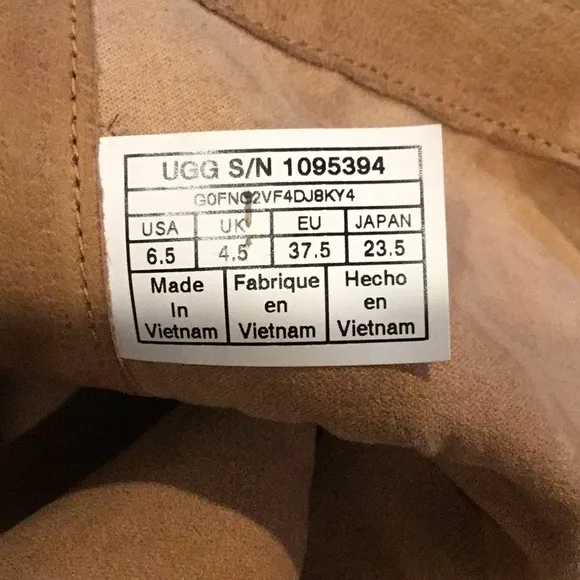 UGG S/N 1095394
G0FNG2VF4DJ8KY4
USA UK EU JAPAN
6.5 4.5 37.5 23.5
Made Fabrique Hecho
In en en
Vietnam Vietnam Vietnam